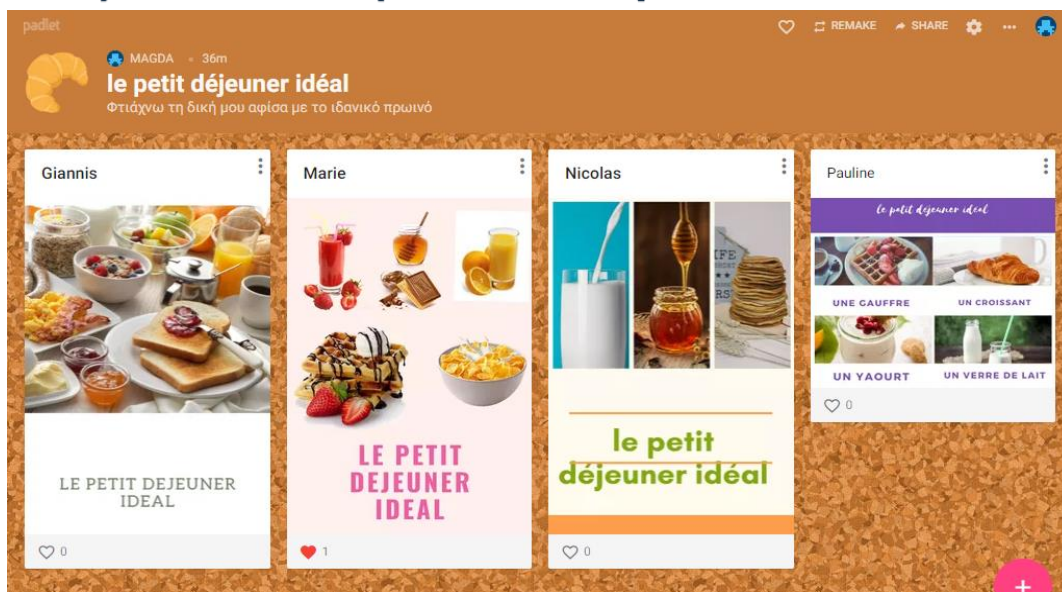 padlet
REMAKE
SHARE
MAGDA • 36m
le petit déjeuner idéal
Φτιάχνω τη δική μου αφίσα με το ιδανικό πρωινό
Giannis
LE PETIT DEJEUNER
IDEAL
0
Marie
LE PETIT
DEJEUNER
IDEAL
1
Nicolas
le petit
déjeuner idéal
0
Pauline
le petit dejeuner ideal
UNE GAUFFRE
UN CROISSANT
UN YAOURT
UN VERRE DE LAIT
0